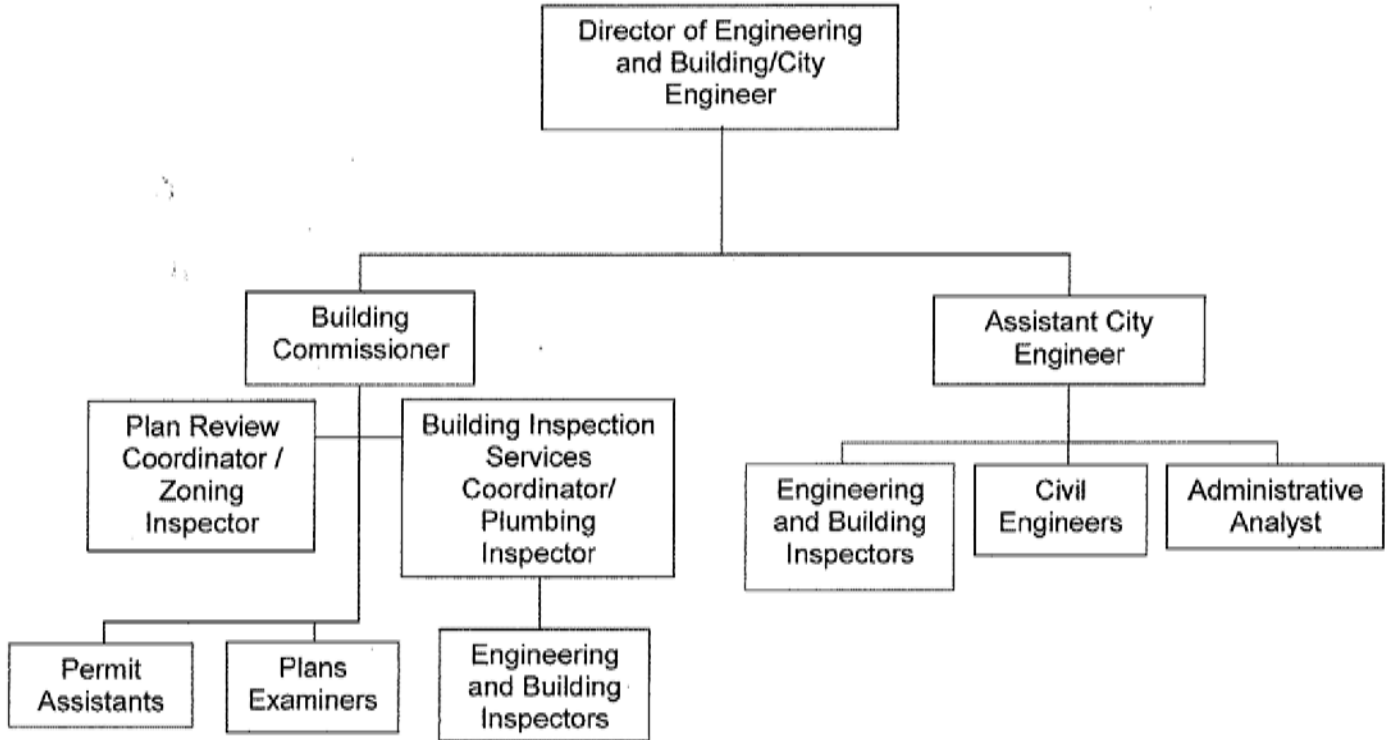 Director of Engineering
and Building/City
Engineer
Building
Commissioner
Assistant City
Engineer
Plan Review
Coordinator /
Zoning
Inspector
Building Inspection
Services
Coordinator/
Plumbing
Inspector
Engineering
and Building
Inspectors
Civil
Engineers
Administrative
Analyst
Permit
Assistants
Plans
Examiners
Engineering
and Building
Inspectors